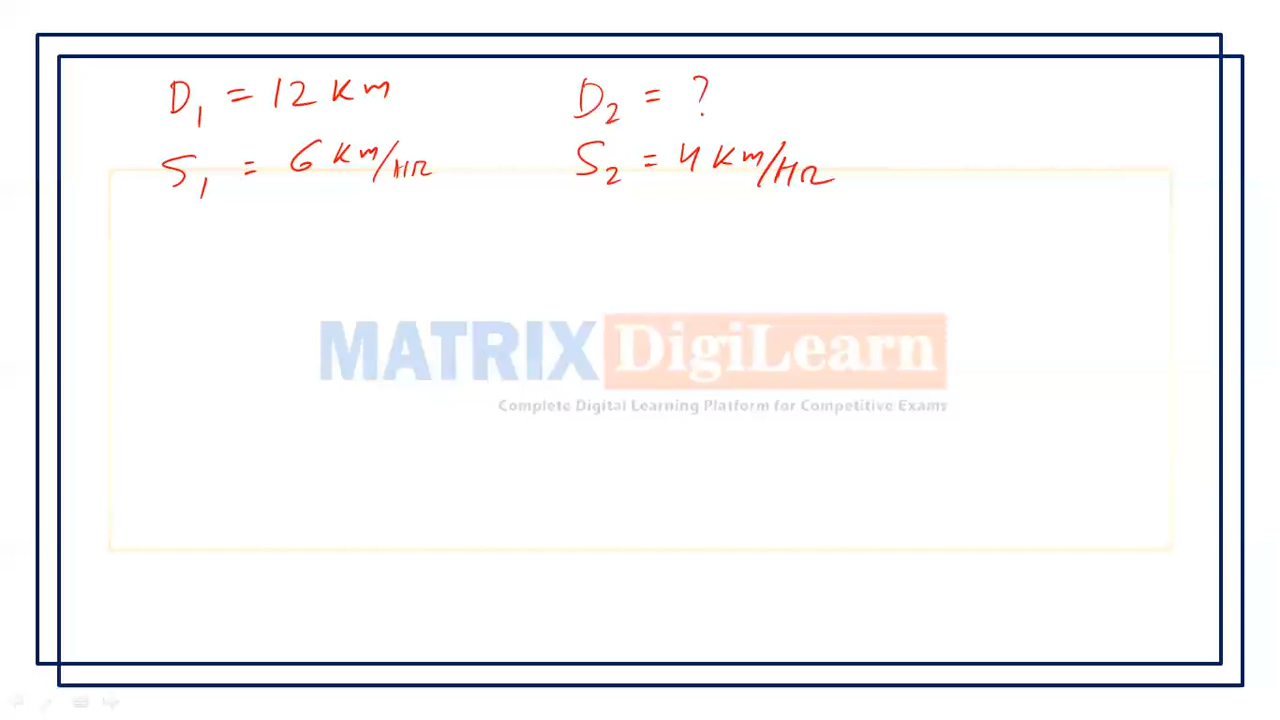 D1 = 12 Km D2 = ?
S1 = 6 Km/HR S2 = 4 Km/HR
MATRIX DigiLearn
Complete Digital Learning Platform for Competitive Exams